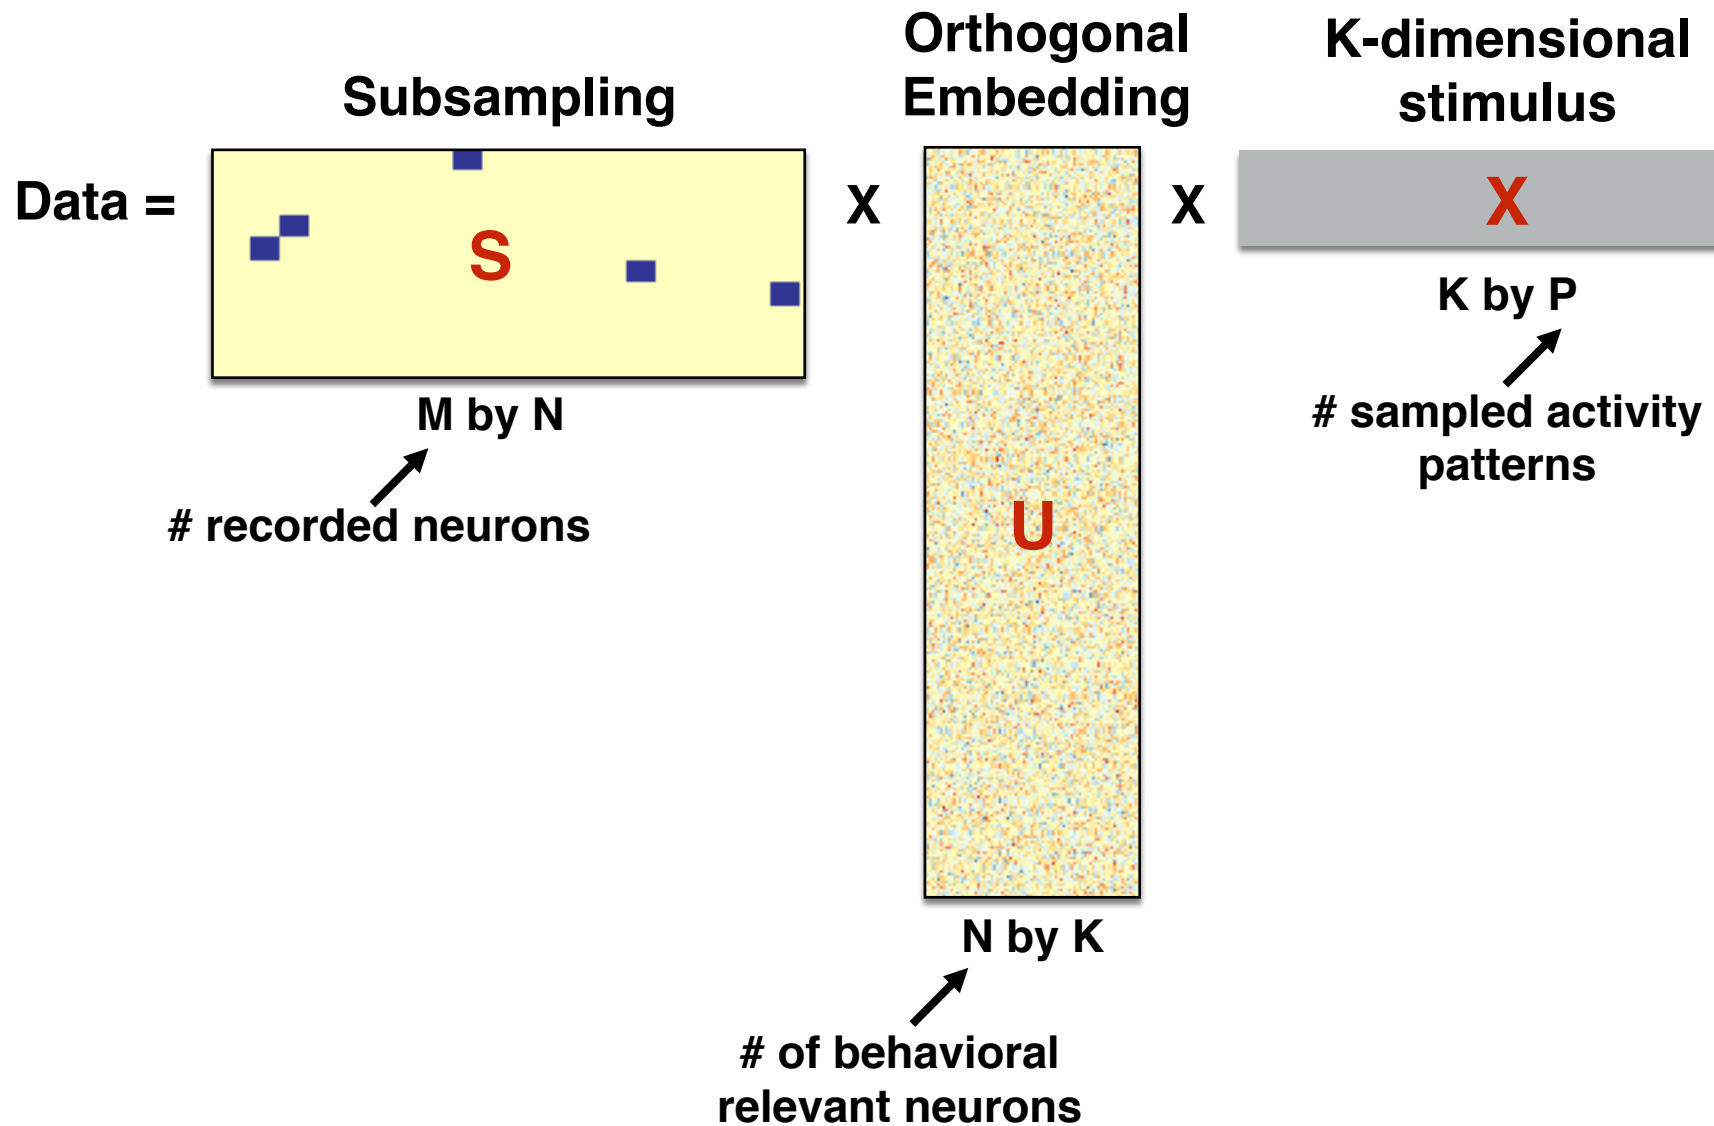 Subsampling
Orthogonal
Embedding
K-dimensional
stimulus
Data =
S
X
U
X
X
M by N
# recorded neurons
K by P
# sampled activity
patterns
N by K
# of behavioral
relevant neurons